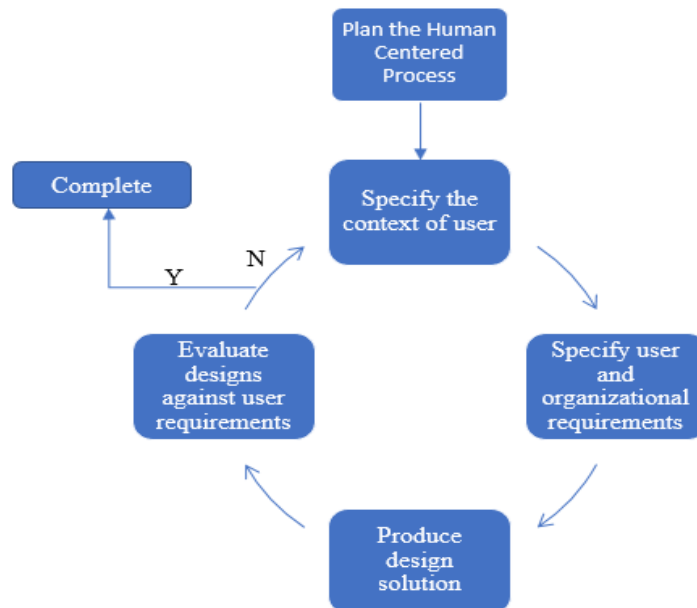 Plan the Human
Centered
Process
Complete
Specify the
context of user
N
Y
Evaluate
designs
against user
requirements
Specify user
and
organizational
requirements
Produce
design
solution